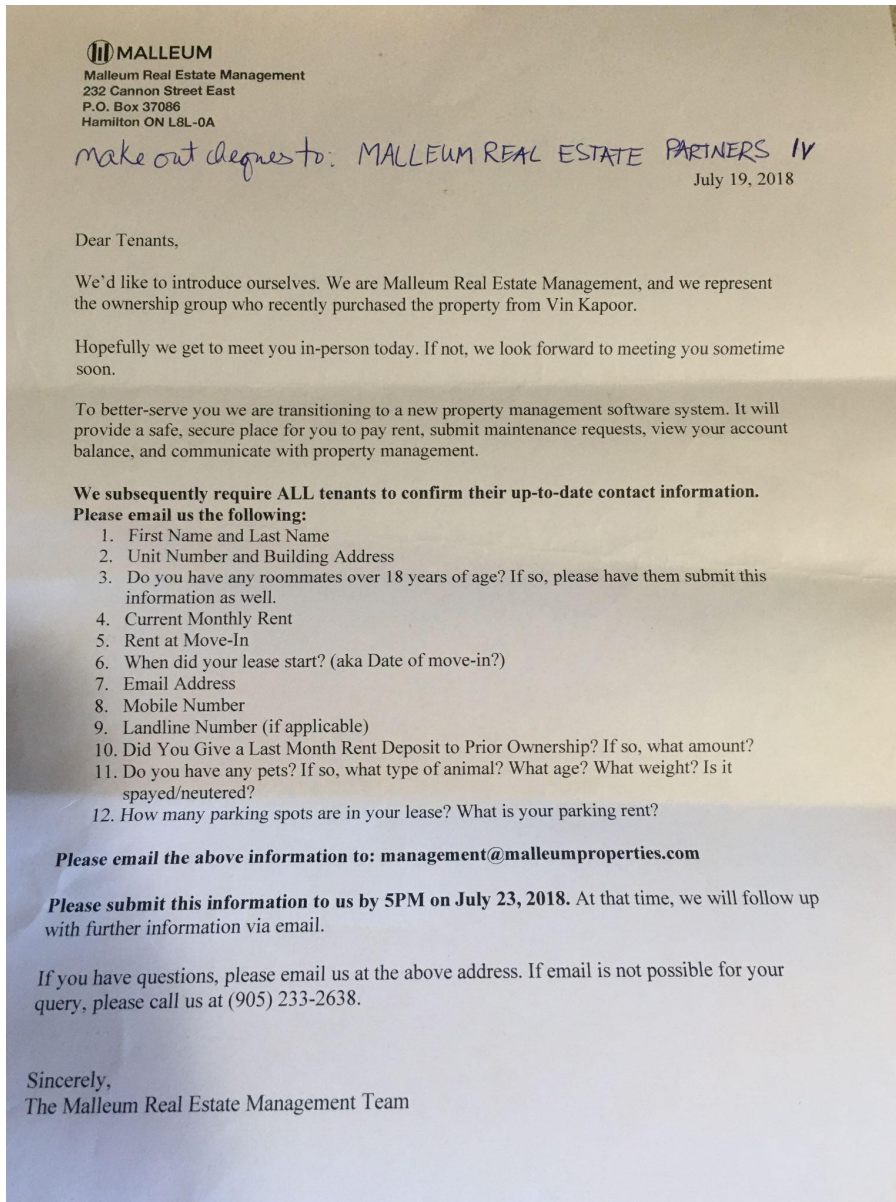 MALLEUM
Malleum Real Estate Management
232 Cannon Street East
P.O. Box 37086
Hamilton ON L8L-0A
make out cheques to: MALLEUM REAL ESTATE PARTNERS IV
July 19, 2018
Dear Tenants,
We'd like to introduce ourselves. We are Malleum Real Estate Management, and we represent
the ownership group who recently purchased the property from Vin Kapoor.
Hopefully we get to meet you in-person today. If not, we look forward to meeting you sometime
soon.
To better-serve you we are transitioning to a new property management software system. It will
provide a safe, secure place for you to pay rent, submit maintenance requests, view your account
balance, and communicate with property management.
We subsequently require ALL tenants to confirm their up-to-date contact information.
Please email us the following:
1. First Name and Last Name
2. Unit Number and Building Address
3. Do you have any roommates over 18 years of age? If so, please have them submit this
information as well.
4. Current Monthly Rent
5. Rent at Move-In
6. When did your lease start? (aka Date of move-in?)
7. Email Address
8. Mobile Number
9. Landline Number (if applicable)
10. Did You Give a Last Month Rent Deposit to Prior Ownership? If so, what amount?
11. Do you have any pets? If so, what type of animal? What age? What weight? Is it
spayed/neutered?
12. How many parking spots are in your lease? What is your parking rent?
Please email the above information to: management@malleumproperties.com
Please submit this information to us by 5PM on July 23, 2018. At that time, we will follow up
with further information via email.
If you have questions, please email us at the above address. If email is not possible for your
query, please call us at (905) 233-2638.
Sincerely,
The Malleum Real Estate Management Team